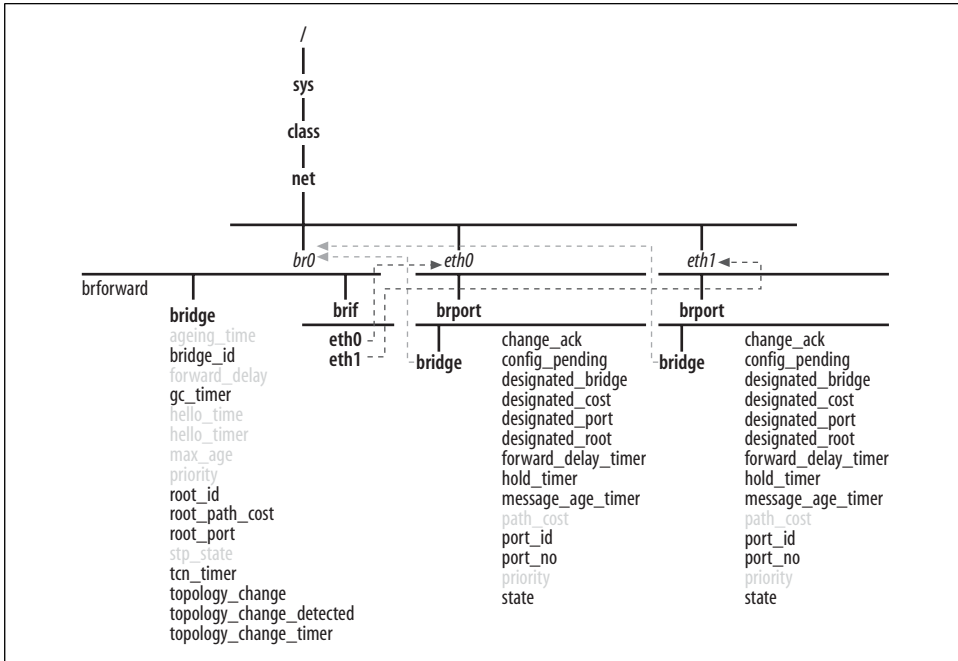 /
sys
class
net
br0 eth0 eth1
brforward
bridge brif brport brport
ageing_time eth0 bridge change_ack bridge change_ack
bridge_id eth1 config_pending config_pending
forward_delay designated_bridge designated_bridge
gc_timer designated_cost designated_cost
hello_time designated_port designated_port
hello_timer designated_root designated_root
max_age forward_delay_timer forward_delay_timer
priority hold_timer hold_timer
root_id message_age_timer message_age_timer
root_path_cost path_cost path_cost
root_port port_id port_id
stp_state port_no port_no
tcn_timer priority priority
topology_change state state
topology_change_detected
topology_change_timer